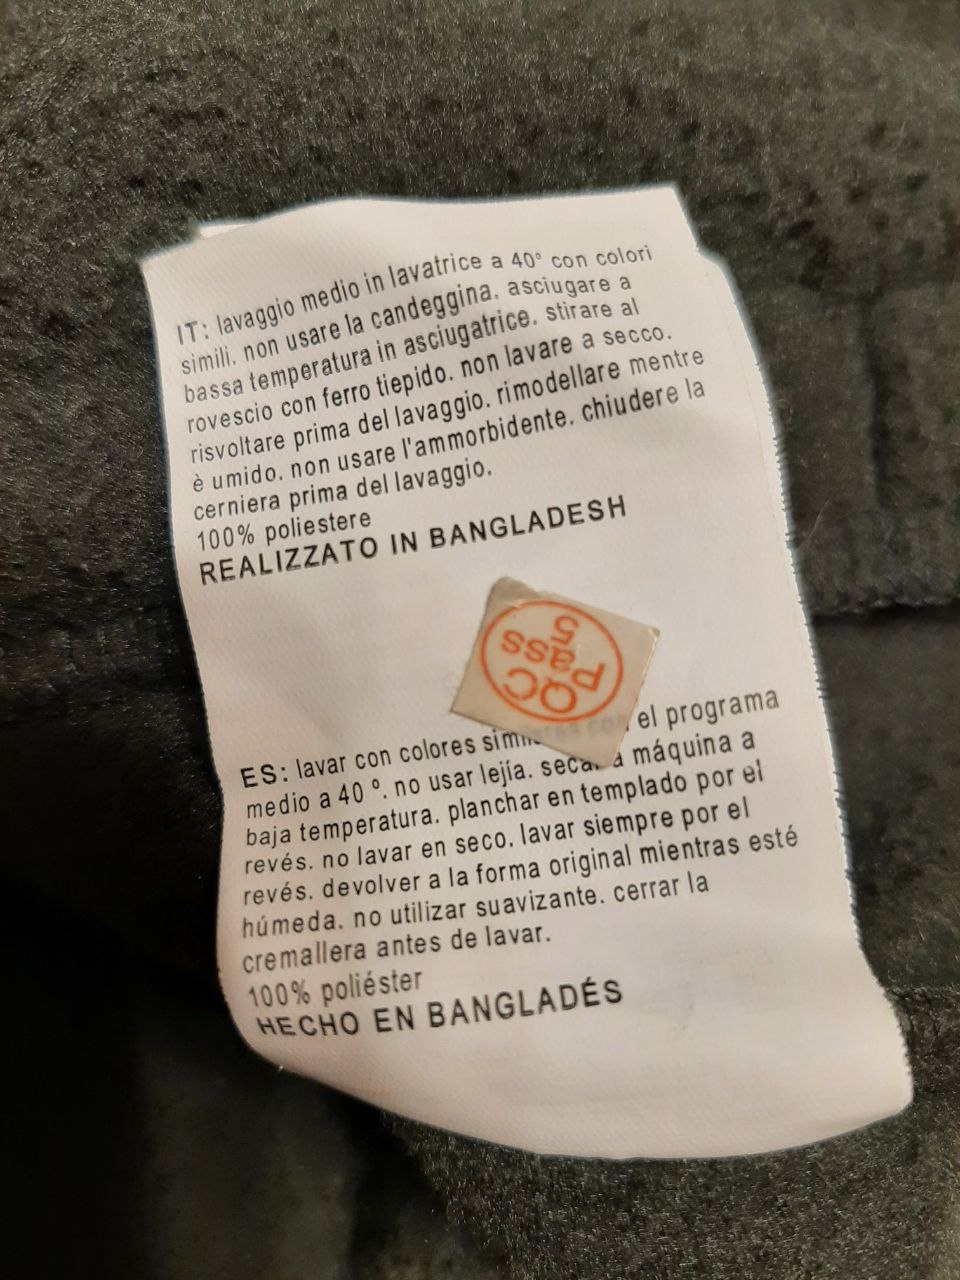 IT: lavaggio medio in lavatrice a 40° con colori
simili. non usare la candeggina. asciugare a
bassa temperatura in asciugatrice. stirare al
rovescio con ferro tiepido. non lavare a secco.
risvoltare prima del lavaggio. rimodellare mentre
è umido. non usare l'ammorbidente. chiudere la
cerniera prima del lavaggio.
100% poliestere
REALIZZATO IN BANGLADESH
QC
Pass
5
ES: lavar con colores el programa
medio a 40 º. no usar lejía. a máquina a
baja temperatura. planchar en templado por el
revés. no lavar en seco. lavar siempre por el
revés. devolver a la forma original mientras esté
húmeda. no utilizar suavizante. cerrar la
cremallera antes de lavar.
100% poliéster
HECHO EN BANGLADÉS